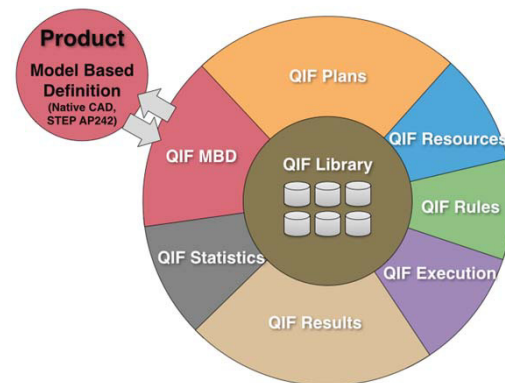 Product
Model Based
Definition
(Native CAD,
STEP AP242)
QIF Plans
QIF Resources
QIF MBD
QIF Library
QIF Rules
QIF Statistics
QIF Execution
QIF Results